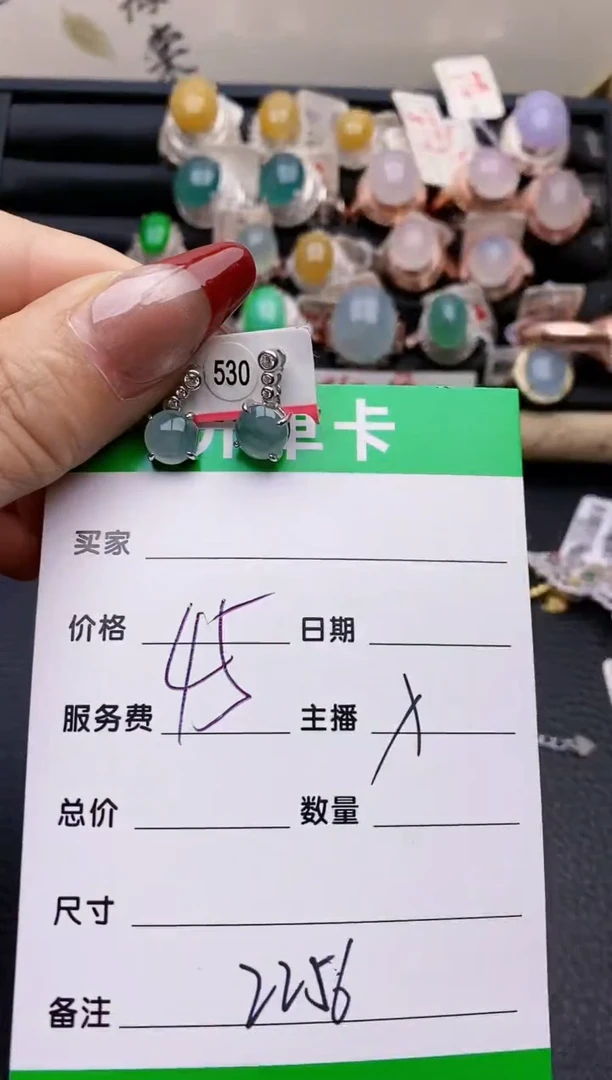 530
开单卡
买家
价格 45 日期
服务费 主播 X
总价 数量
尺寸
备注 2256